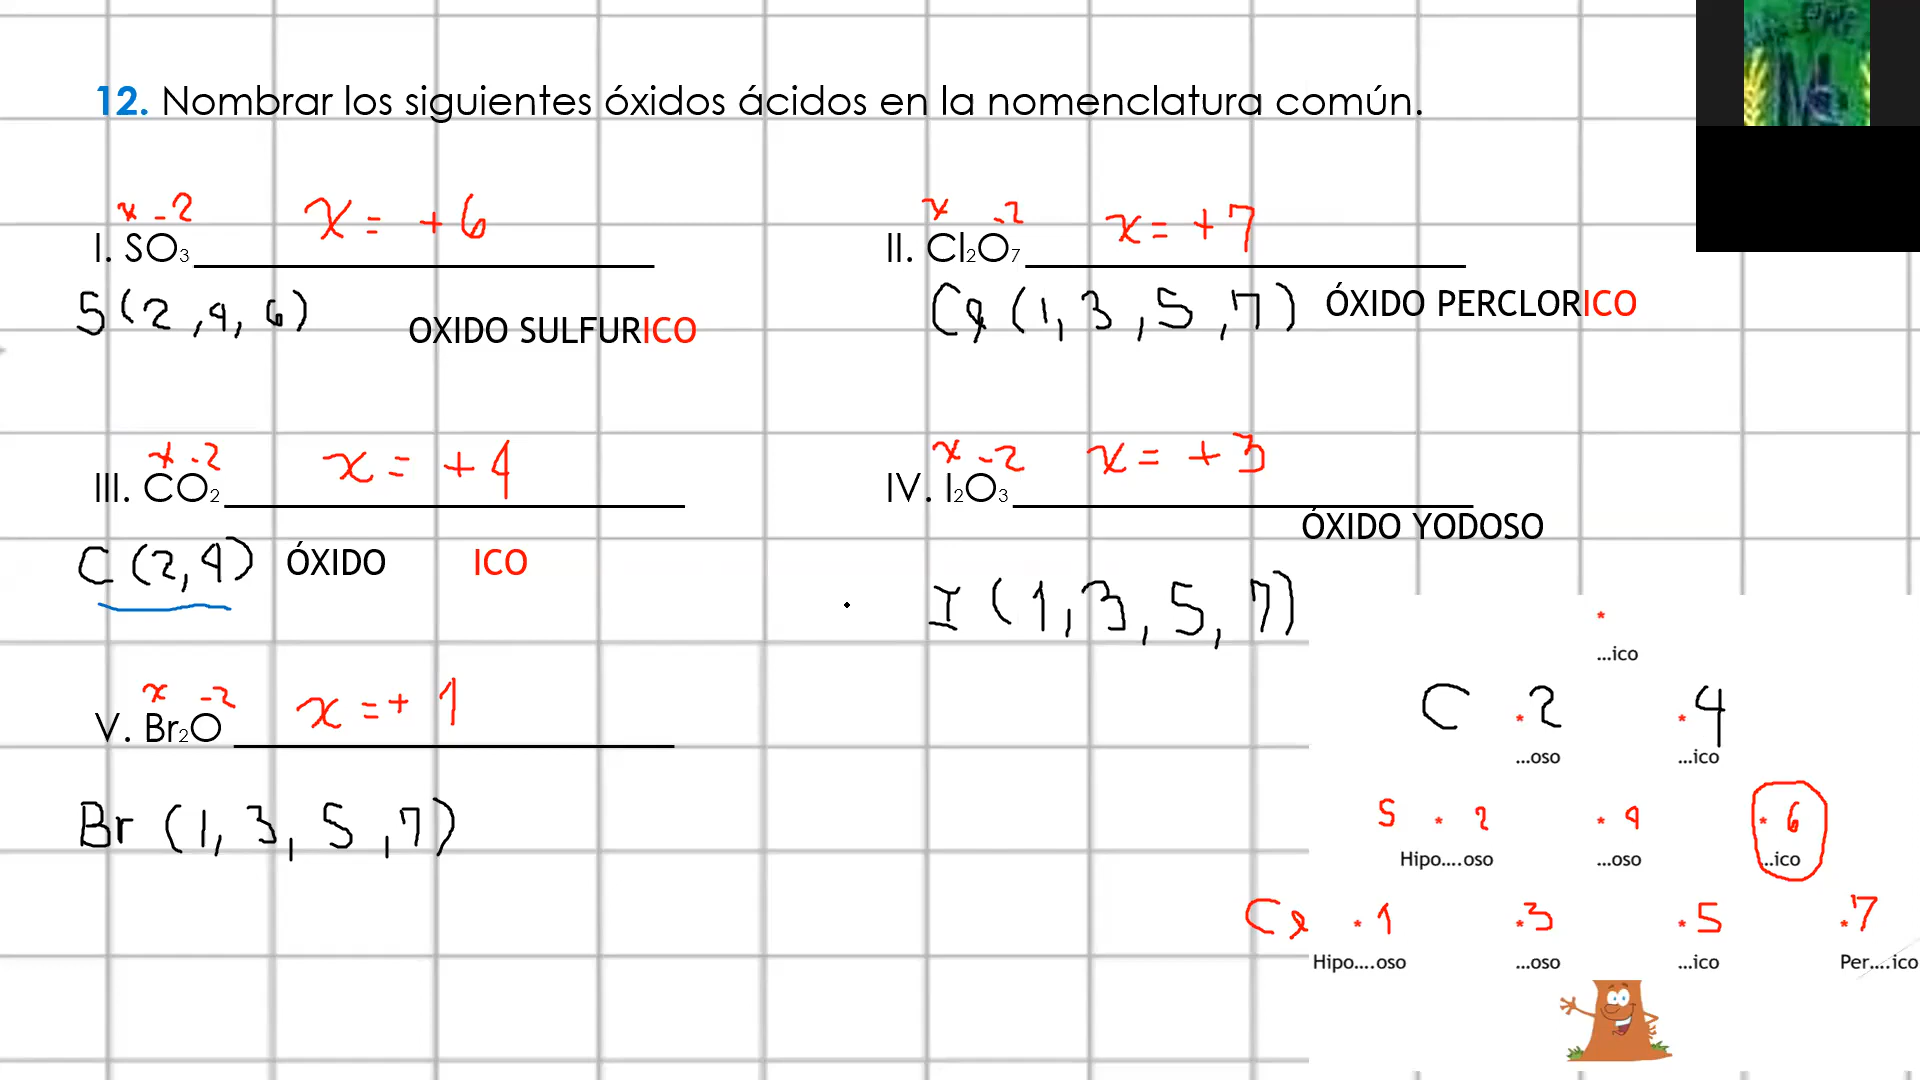 12. Nombrar los siguientes óxidos ácidos en la nomenclatura común.
x -2 x = +6
I. SO₃
S (2, 4, 6)
OXIDO SULFURICO
x -2 x = +7
II. Cl₂O₇
Cl (1, 3, 5, 7)
ÓXIDO PERCLORICO
x -2 x = +4
III. CO₂
C (2, 4) ÓXIDO ICO
x -2 x = +3
IV. I₂O₃
ÓXIDO YODOSO
I (1, 3, 5, 7)
x -2 x = +1
V. Br₂O
Br (1, 3, 5, 7)
*
...ico
C *2 *4
...oso ...ico
S * 2 * 4 * 6
Hipo....oso ...oso ...ico
Cl * 1 *3 *5 *7
Hipo....oso ...oso ...ico Per....ico